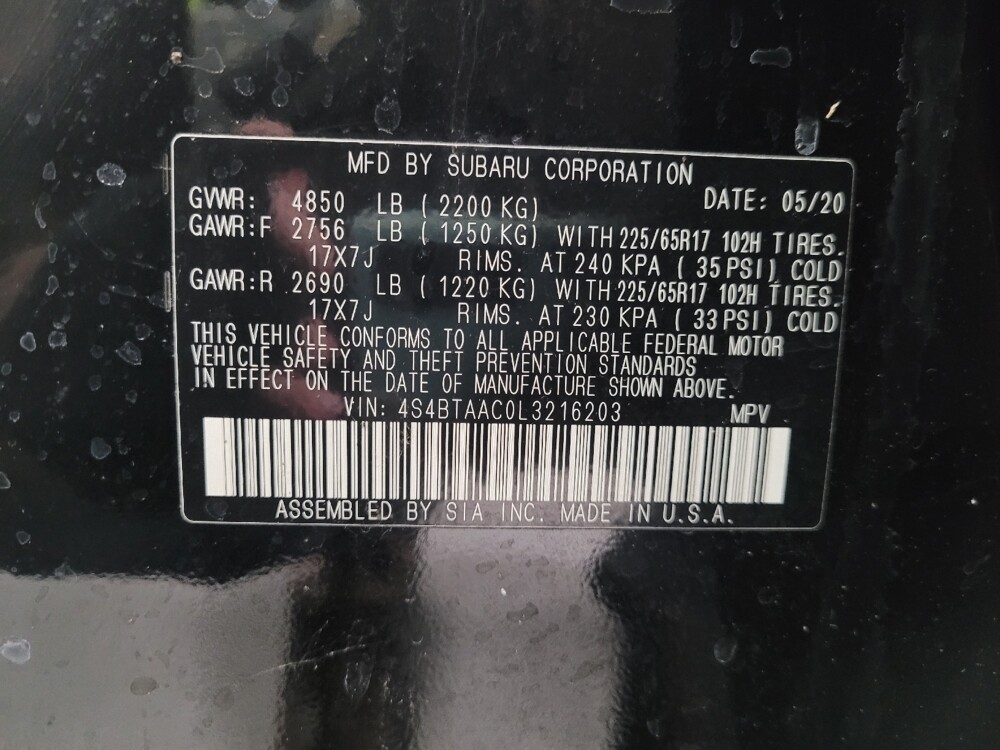 MFD BY SUBARU CORPORATION
GVWR: 4850 LB ( 2200 KG) DATE: 05/20
GAWR:F 2756 LB ( 1250 KG) WITH 225/65R17 102H TIRES.
17X7J RIMS. AT 240 KPA ( 35 PSI) COLD
GAWR:R 2690 LB ( 1220 KG) WITH 225/65R17 102H TIRES.
17X7J RIMS. AT 230 KPA ( 33 PSI) COLD
THIS VEHICLE CONFORMS TO ALL APPLICABLE FEDERAL MOTOR
VEHICLE SAFETY AND THEFT PREVENTION STANDARDS
IN EFFECT ON THE DATE OF MANUFACTURE SHOWN ABOVE.
VIN: 4S4BTAAC0L3216203 MPV
ASSEMBLED BY SIA INC. MADE IN U.S.A.